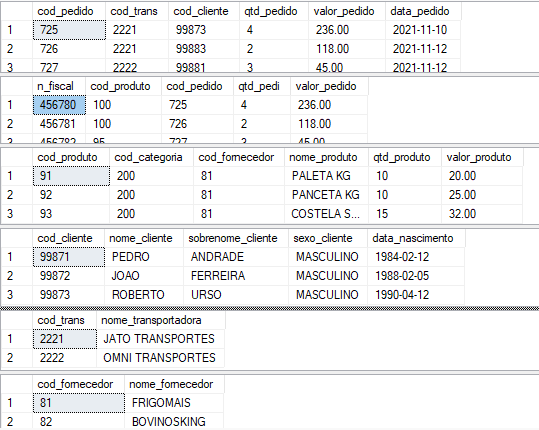 cod_pedido cod_trans cod_cliente qtd_pedido valor_pedido data_pedido
1 725 2221 99873 4 236.00 2021-11-10
2 726 2221 99883 2 118.00 2021-11-12
3 727 2222 99881 3 45.00 2021-11-12
n_fiscal cod_produto cod_pedido qtd_pedi valor_pedido
1 456780 100 725 4 236.00
2 456781 100 726 2 118.00
3 456782 95 727 3 45.00
cod_produto cod_categoria cod_fornecedor nome_produto qtd_produto valor_produto
1 91 200 81 PALETA KG 10 20.00
2 92 200 81 PANCETA KG 10 25.00
3 93 200 81 COSTELA S... 15 32.00
cod_cliente nome_cliente sobrenome_cliente sexo_cliente data_nascimento
1 99871 PEDRO ANDRADE MASCULINO 1984-02-12
2 99872 JOAO FERREIRA MASCULINO 1988-02-05
3 99873 ROBERTO URSO MASCULINO 1990-04-12
cod_trans nome_transportadora
1 2221 JATO TRANSPORTES
2 2222 OMNI TRANSPORTES
cod_fornecedor nome_fornecedor
1 81 FRIGOMAIS
2 82 BOVINOSKING